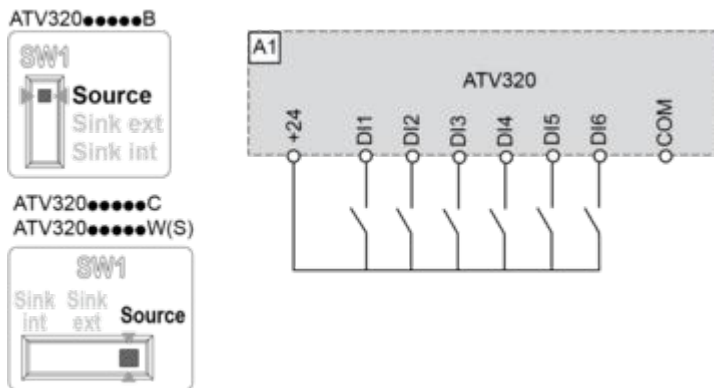 ATV320●●●●●B
SW1
Source
Sink ext
Sink int
ATV320●●●●●C
ATV320●●●●●W(S)
SW1
Sink int
Sink ext
Source
A1
ATV320
+24
DI1
DI2
DI3
DI4
DI5
DI6
COM